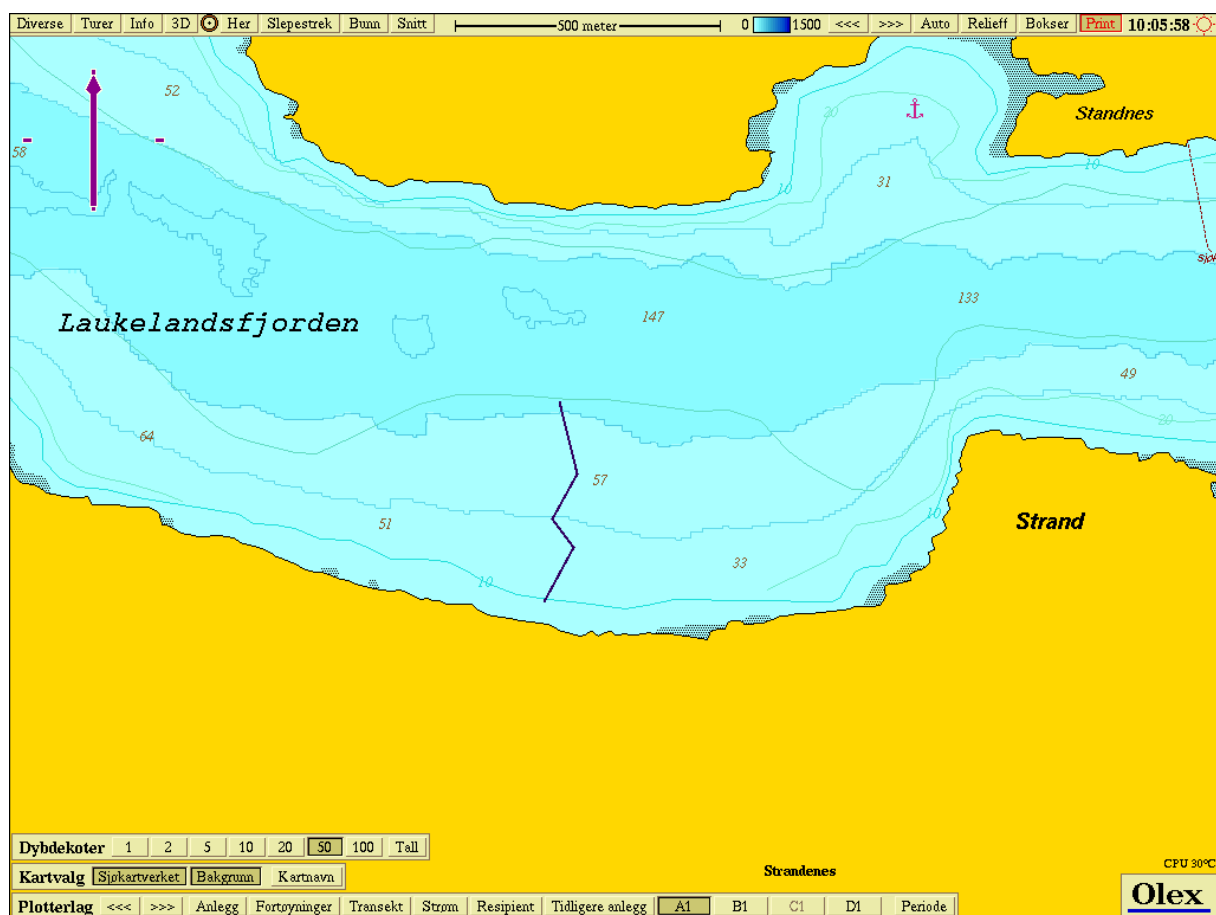 Diverse Turer Info 3D Her Slepestrek Bunn Snitt 500 meter 0 1500 <<< >>> Auto Relieff Bokser Print 10:05:58
52
20
Standnes
58
10
10
31
sjøk
Laukelandsfjorden
147
133
49
20
64
57
51
10
Strand
33
10
Dybdekoter 1 2 5 10 20 50 100 Tall
CPU 30°C
Kartvalg Sjøkartverket Bakgrunn Kartnavn
Strandenes
Olex
Plotterlag <<< >>> Anlegg Fortøyninger Transekt Strøm Resipient Tidligere anlegg A1 B1 C1 D1 Periode